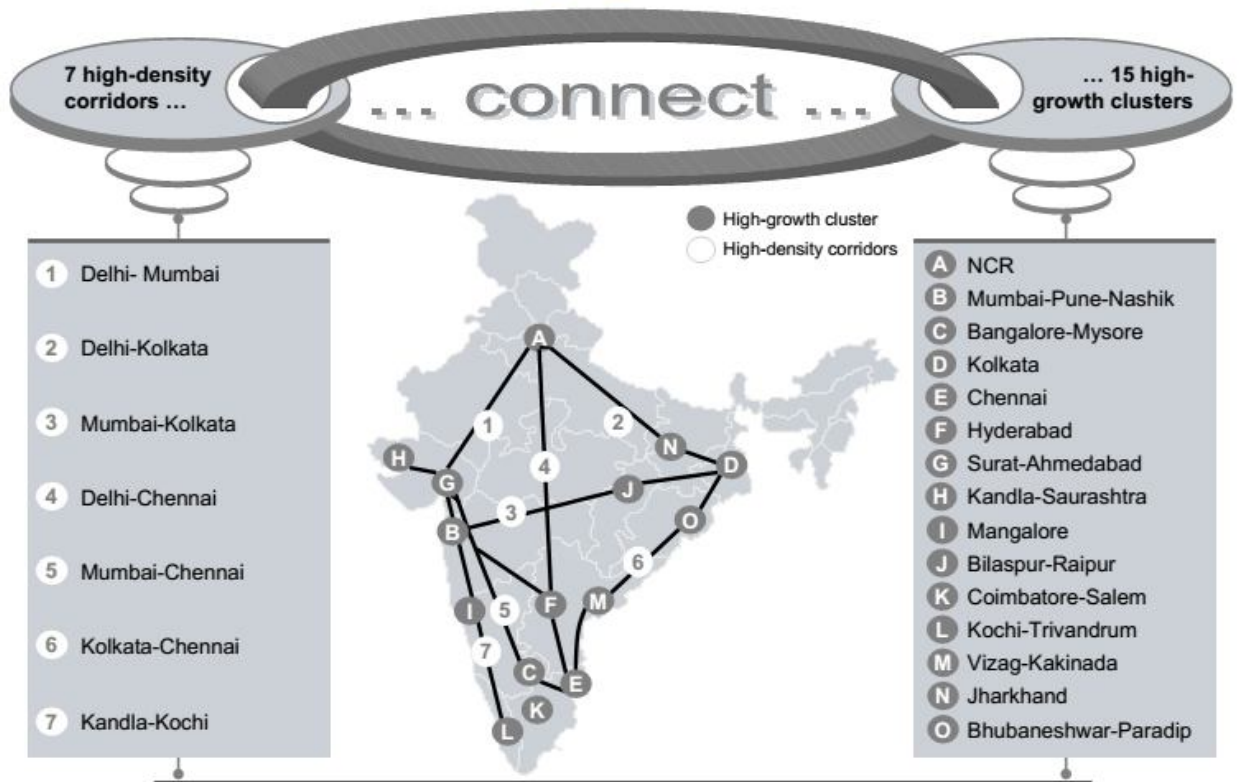 7 high-density
corridors ...
... connect ...
... 15 high-
growth clusters
High-growth cluster
High-density corridors
1 Delhi- Mumbai
2 Delhi-Kolkata
3 Mumbai-Kolkata
4 Delhi-Chennai
5 Mumbai-Chennai
6 Kolkata-Chennai
7 Kandla-Kochi
A
1
2
N
H
4
D
G
J
3
B
O
6
I
5
F
M
7
C
E
K
L
A NCR
B Mumbai-Pune-Nashik
C Bangalore-Mysore
D Kolkata
E Chennai
F Hyderabad
G Surat-Ahmedabad
H Kandla-Saurashtra
I Mangalore
J Bilaspur-Raipur
K Coimbatore-Salem
L Kochi-Trivandrum
M Vizag-Kakinada
N Jharkhand
O Bhubaneshwar-Paradip